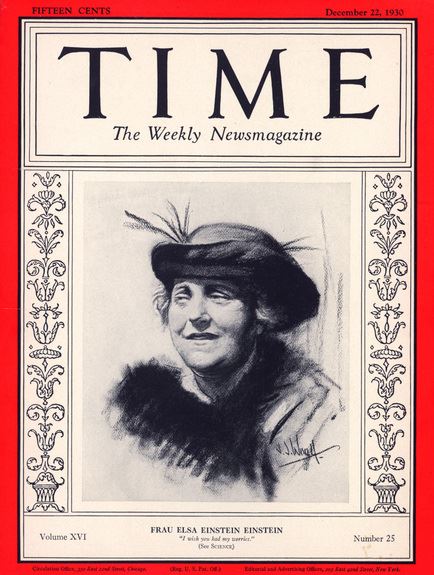 FIFTEEN CENTS
December 22, 1930
TIME
The Weekly Newsmagazine
FRAU ELSA EINSTEIN EINSTEIN
"I wish you had my worries."
(See SCIENCE)
Volume XVI
Number 25
Circulation Office, 350 East 22nd Street, Chicago.
(Reg. U. S. Pat. Off.)
Editorial and Advertising Offices, 205 East 42nd Street, New York.